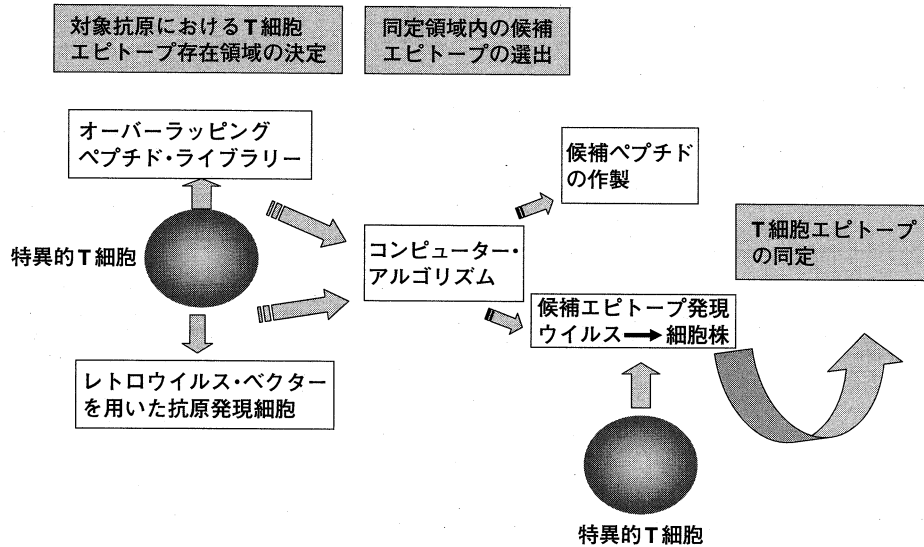 対象抗原におけるT細胞
エピトープ存在領域の決定
同定領域内の候補
エピトープの選出
オーバーラッピング
ペプチド・ライブラリー
候補ペプチド
の作製
T細胞エピトープ
の同定
特異的T細胞
コンピューター・
アルゴリズム
候補エピトープ発現
ウイルス→細胞株
レトロウイルス・ベクター
を用いた抗原発現細胞
特異的T細胞